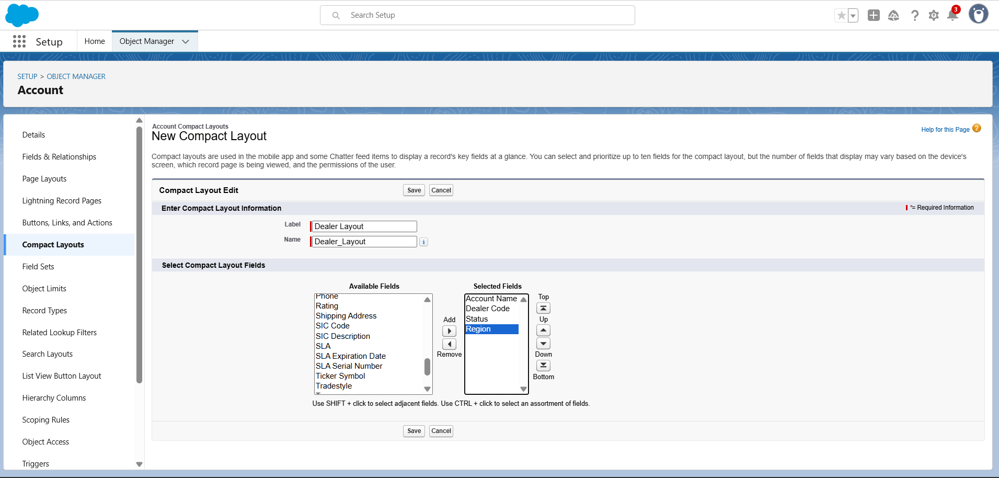 Search Setup
3
Setup
Home
Object Manager
SETUP > OBJECT MANAGER
Account
Details
Fields & Relationships
Page Layouts
Lightning Record Pages
Buttons, Links, and Actions
Compact Layouts
Field Sets
Object Limits
Record Types
Related Lookup Filters
Search Layouts
List View Button Layout
Hierarchy Columns
Scoping Rules
Object Access
Triggers
Account Compact Layouts
New Compact Layout
Help for this Page ?
Compact layouts are used in the mobile app and some Chatter feed items to display a record's key fields at a glance. You can select and prioritize up to ten fields for the compact layout, but the number of fields that display may vary based on the device's
screen, which record page is being viewed, and the permissions of the user.
Compact Layout Edit
Save
Cancel
Enter Compact Layout Information
*= Required Information
Label
Dealer Layout
Name
Dealer_Layout
i
Select Compact Layout Fields
Available Fields
Phone
Rating
Shipping Address
SIC Code
SIC Description
SLA
SLA Expiration Date
SLA Serial Number
Ticker Symbol
Tradestyle
Add
Remove
Selected Fields
Account Name
Dealer Code
Status
Region
Top
Up
Down
Bottom
Use SHIFT + click to select adjacent fields. Use CTRL + click to select an assortment of fields.
Save
Cancel